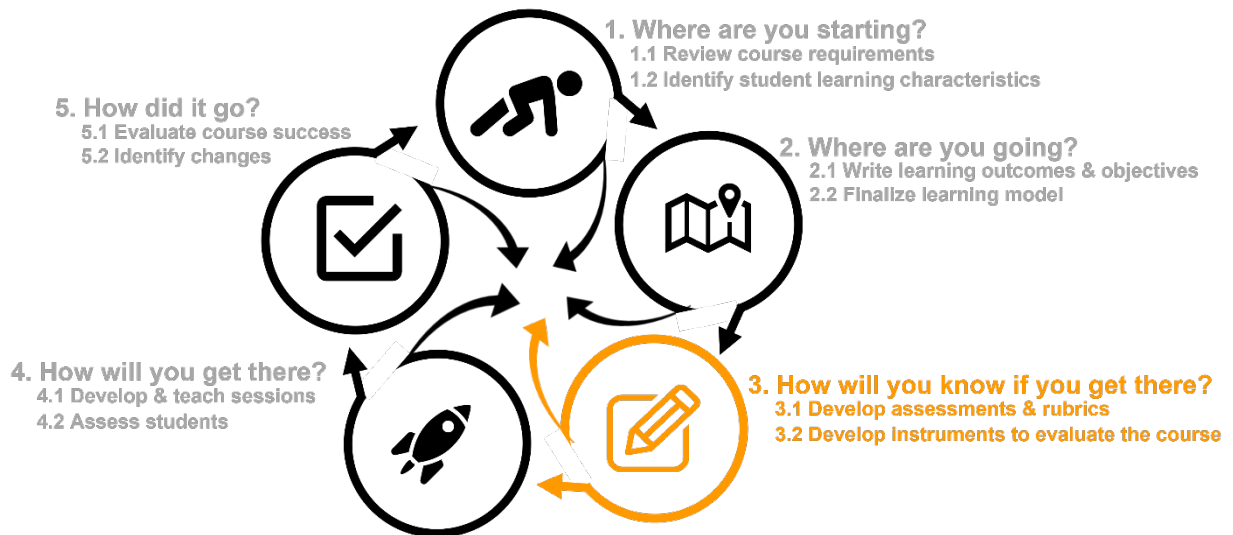 1. Where are you starting?
1.1 Review course requirements
1.2 Identify student learning characteristics
2. Where are you going?
2.1 Write learning outcomes & objectives
2.2 Finalize learning model
3. How will you know if you get there?
3.1 Develop assessments & rubrics
3.2 Develop Instruments to evaluate the course
4. How will you get there?
4.1 Develop & teach sessions
4.2 Assess students
5. How did it go?
5.1 Evaluate course success
5.2 Identify changes